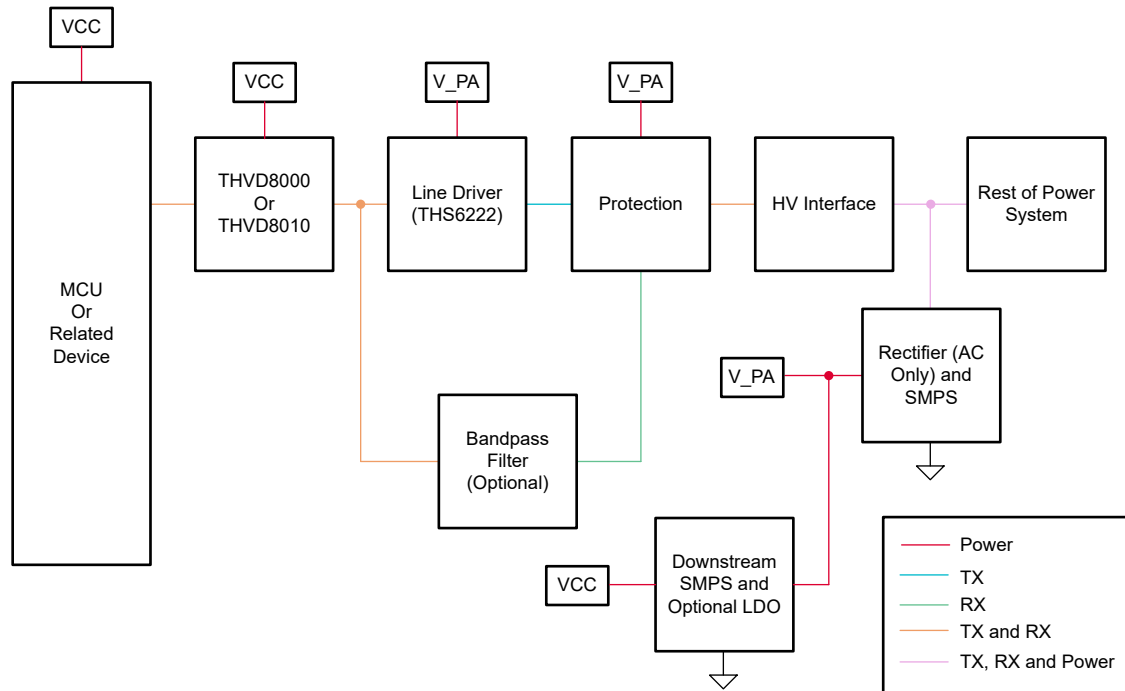 VCC
VCC
V_PA
V_PA
MCU
Or
Related
Device
THVD8000
Or
THVD8010
Line Driver
(THS6222)
Protection
HV Interface
Rest of Power
System
Bandpass
Filter
(Optional)
V_PA
Rectifier (AC
Only) and
SMPS
VCC
Downstream
SMPS and
Optional LDO
Power
TX
RX
TX and RX
TX, RX and Power